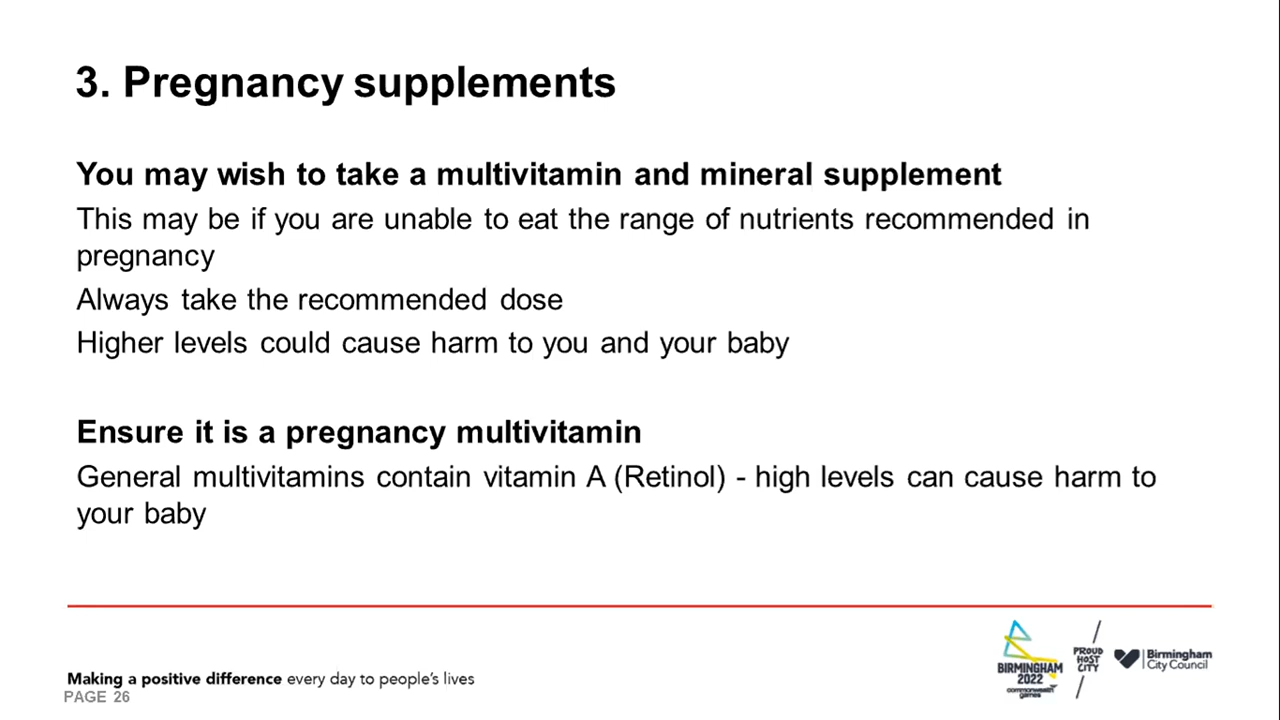 3. Pregnancy supplements
You may wish to take a multivitamin and mineral supplement
This may be if you are unable to eat the range of nutrients recommended in
pregnancy
Always take the recommended dose
Higher levels could cause harm to you and your baby
Ensure it is a pregnancy multivitamin
General multivitamins contain vitamin A (Retinol) - high levels can cause harm to
your baby
Making a positive difference every day to people's lives
PAGE 26
BIRMINGHAM
2022
commonwealth
games
PROUD
HOST
CITY
Birmingham
City Council